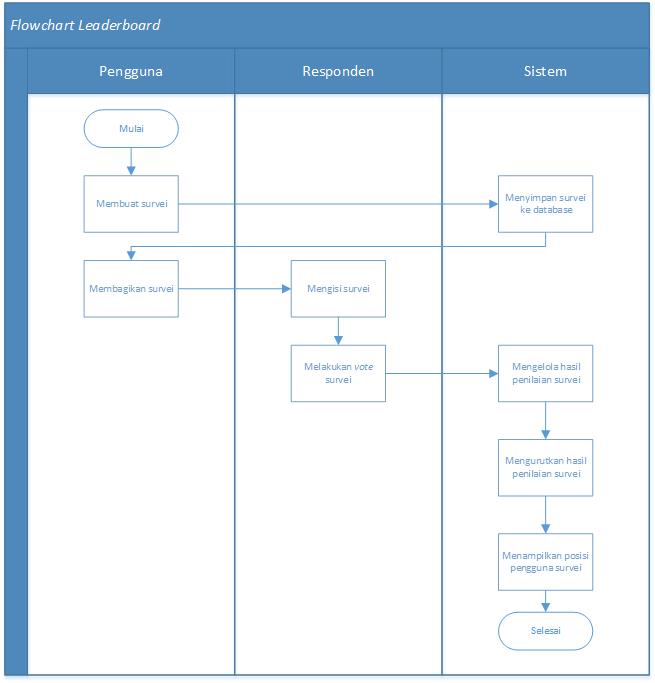 Flowchart Leaderboard
Pengguna
Responden
Sistem
Mulai
Membuat survei
Menyimpan survei
ke database
Membagikan survei
Mengisi survei
Melakukan vote
survei
Mengelola hasil
penilaian survei
Mengurutkan hasil
penilaian survei
Menampilkan posisi
pengguna survei
Selesai